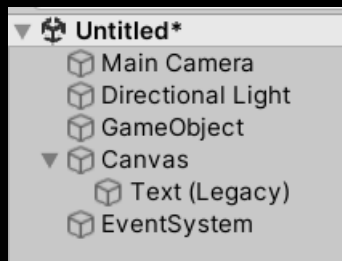 Untitled*
Main Camera
Directional Light
GameObject
Canvas
Text (Legacy)
EventSystem